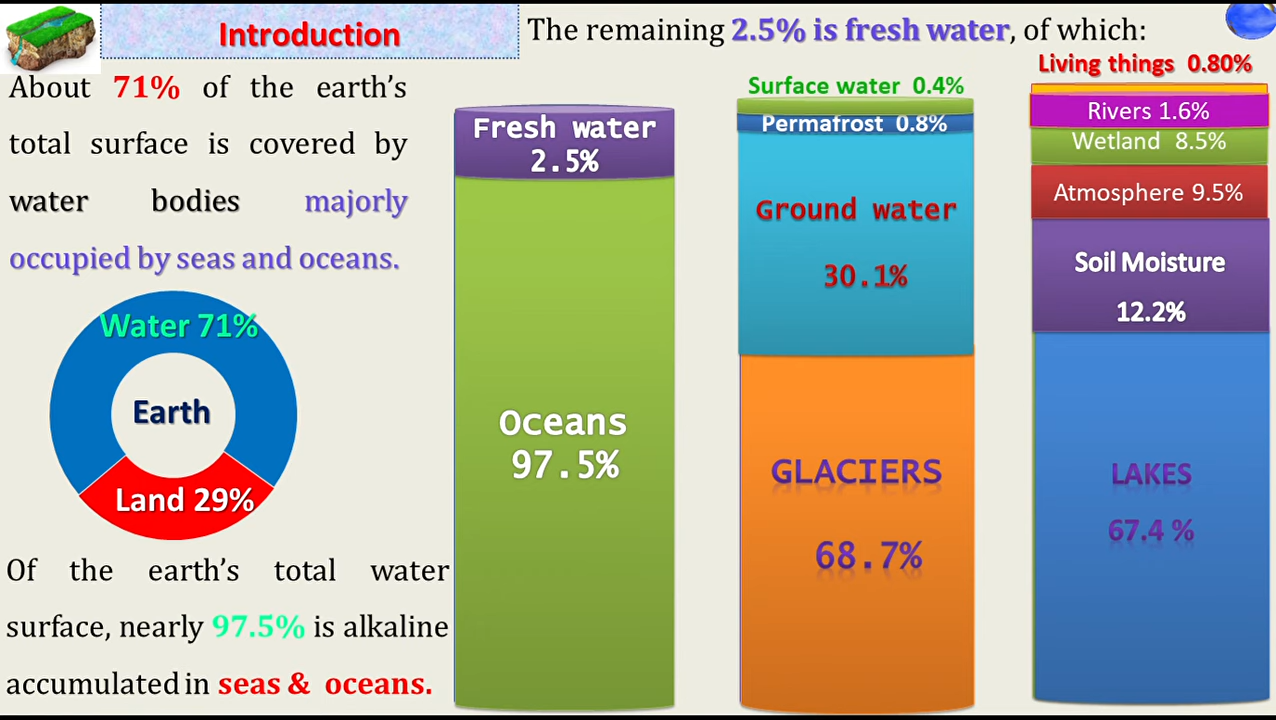 Introduction
About 71% of the earth's
total surface is covered by
water bodies majorly
occupied by seas and oceans.
Water 71%
Earth
Land 29%
Of the earth's total water
surface, nearly 97.5% is alkaline
accumulated in seas & oceans.
The remaining 2.5% is fresh water, of which:
Fresh water
2.5%
Oceans
97.5%
Surface water 0.4%
Permafrost 0.8%
Ground water
30.1%
GLACIERS
68.7%
Living things 0.80%
Rivers 1.6%
Wetland 8.5%
Atmosphere 9.5%
Soil Moisture
12.2%
LAKES
67.4 %